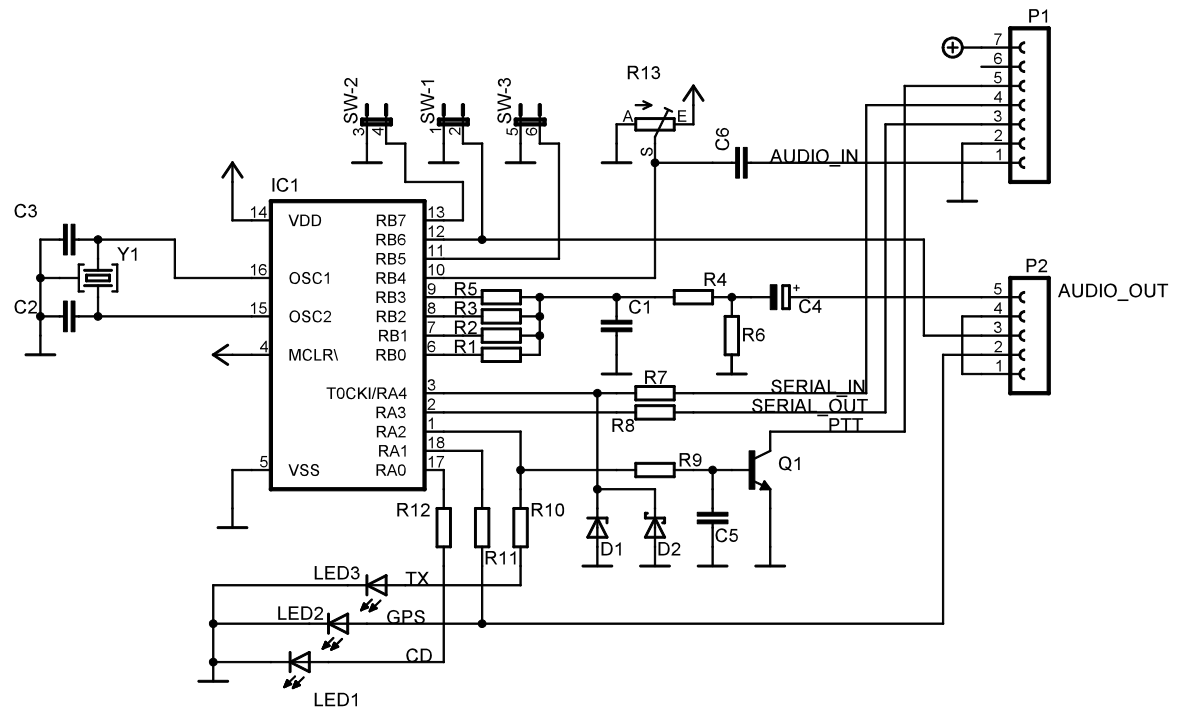 P1
7
6
5
4
3
2
1
R13
A E
S
C6
AUDIO_IN
SW-2
3 4
SW-1
1 2
SW-3
5 6
IC1
14 VDD
16 OSC1
15 OSC2
4 MCLR\
5 VSS
RB7 13
RB6 12
RB5 11
RB4 10
RB3 9
RB2 8
RB1 7
RB0 6
T0CKI/RA4 3
RA3 2
RA2 1
RA1 18
RA0 17
C3
Y1
C2
R5
R3
R2
R1
C1
R4
R6
+
C4
P2
5
4
3
2
1
AUDIO_OUT
R7
SERIAL_IN
R8
SERIAL_OUT
PTT
R9
Q1
C5
D1
D2
R12
R11
R10
LED3 TX
LED2 GPS
CD
LED1